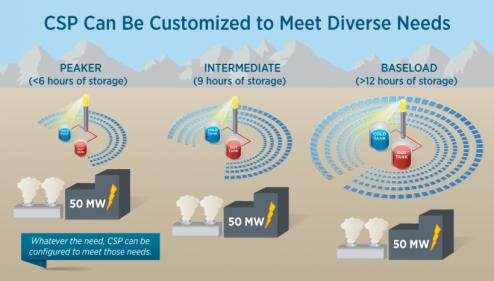 CSP Can Be Customized to Meet Diverse Needs
PEAKER
(<6 hours of storage)
INTERMEDIATE
(9 hours of storage)
BASELOAD
(>12 hours of storage)
COLD
TANK
HOT
TANK
COLD
TANK
HOT
TANK
COLD
TANK
HOT
TANK
50 MW
50 MW
50 MW
Whatever the need, CSP can be
configured to meet those needs.